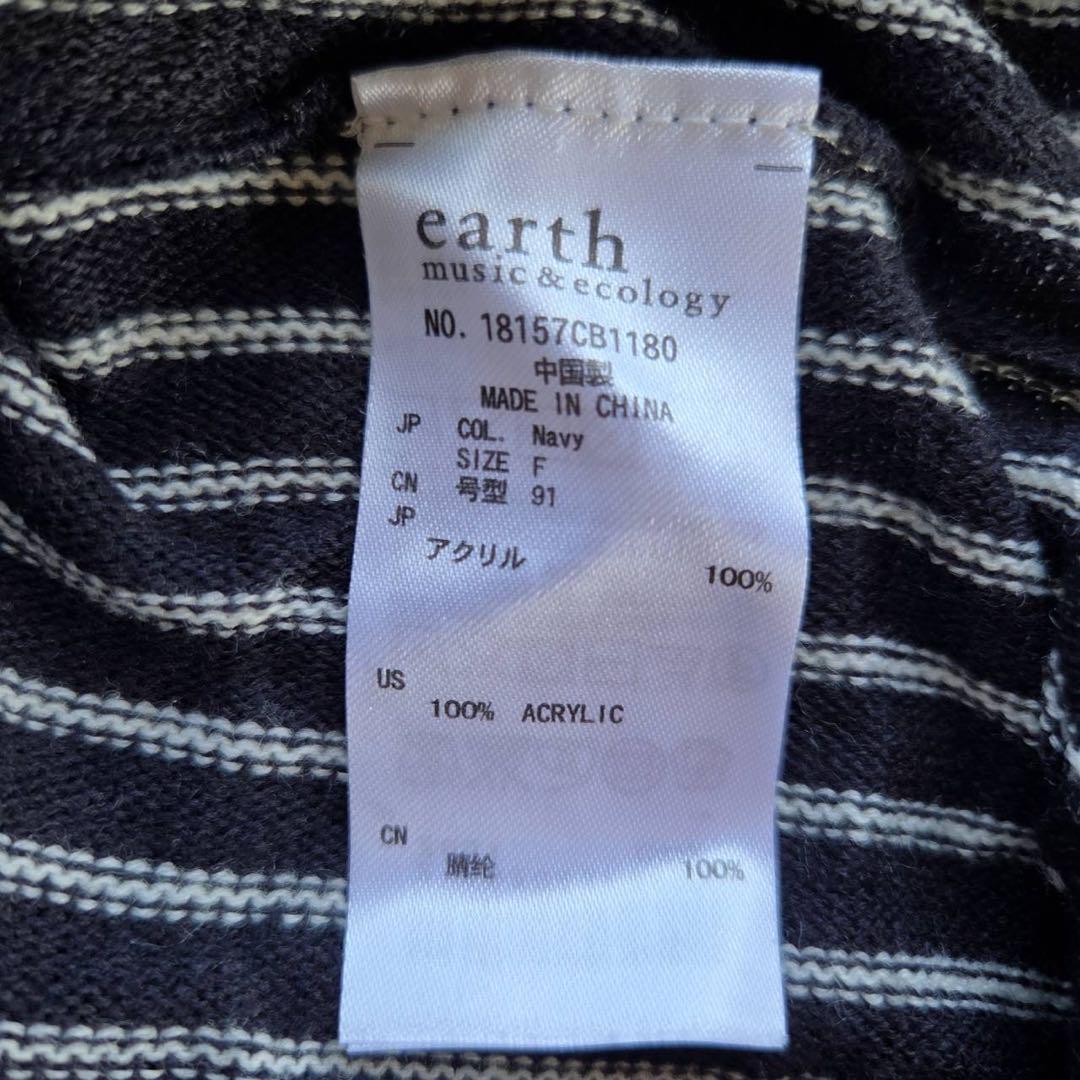 earth
music & ecology
NO. 18157CB1180
中国製
MADE IN CHINA
JP COL. Navy
SIZE F
CN 号型 91
JP
アクリル 100%
US
100% ACRYLIC
CN
腈纶 100%